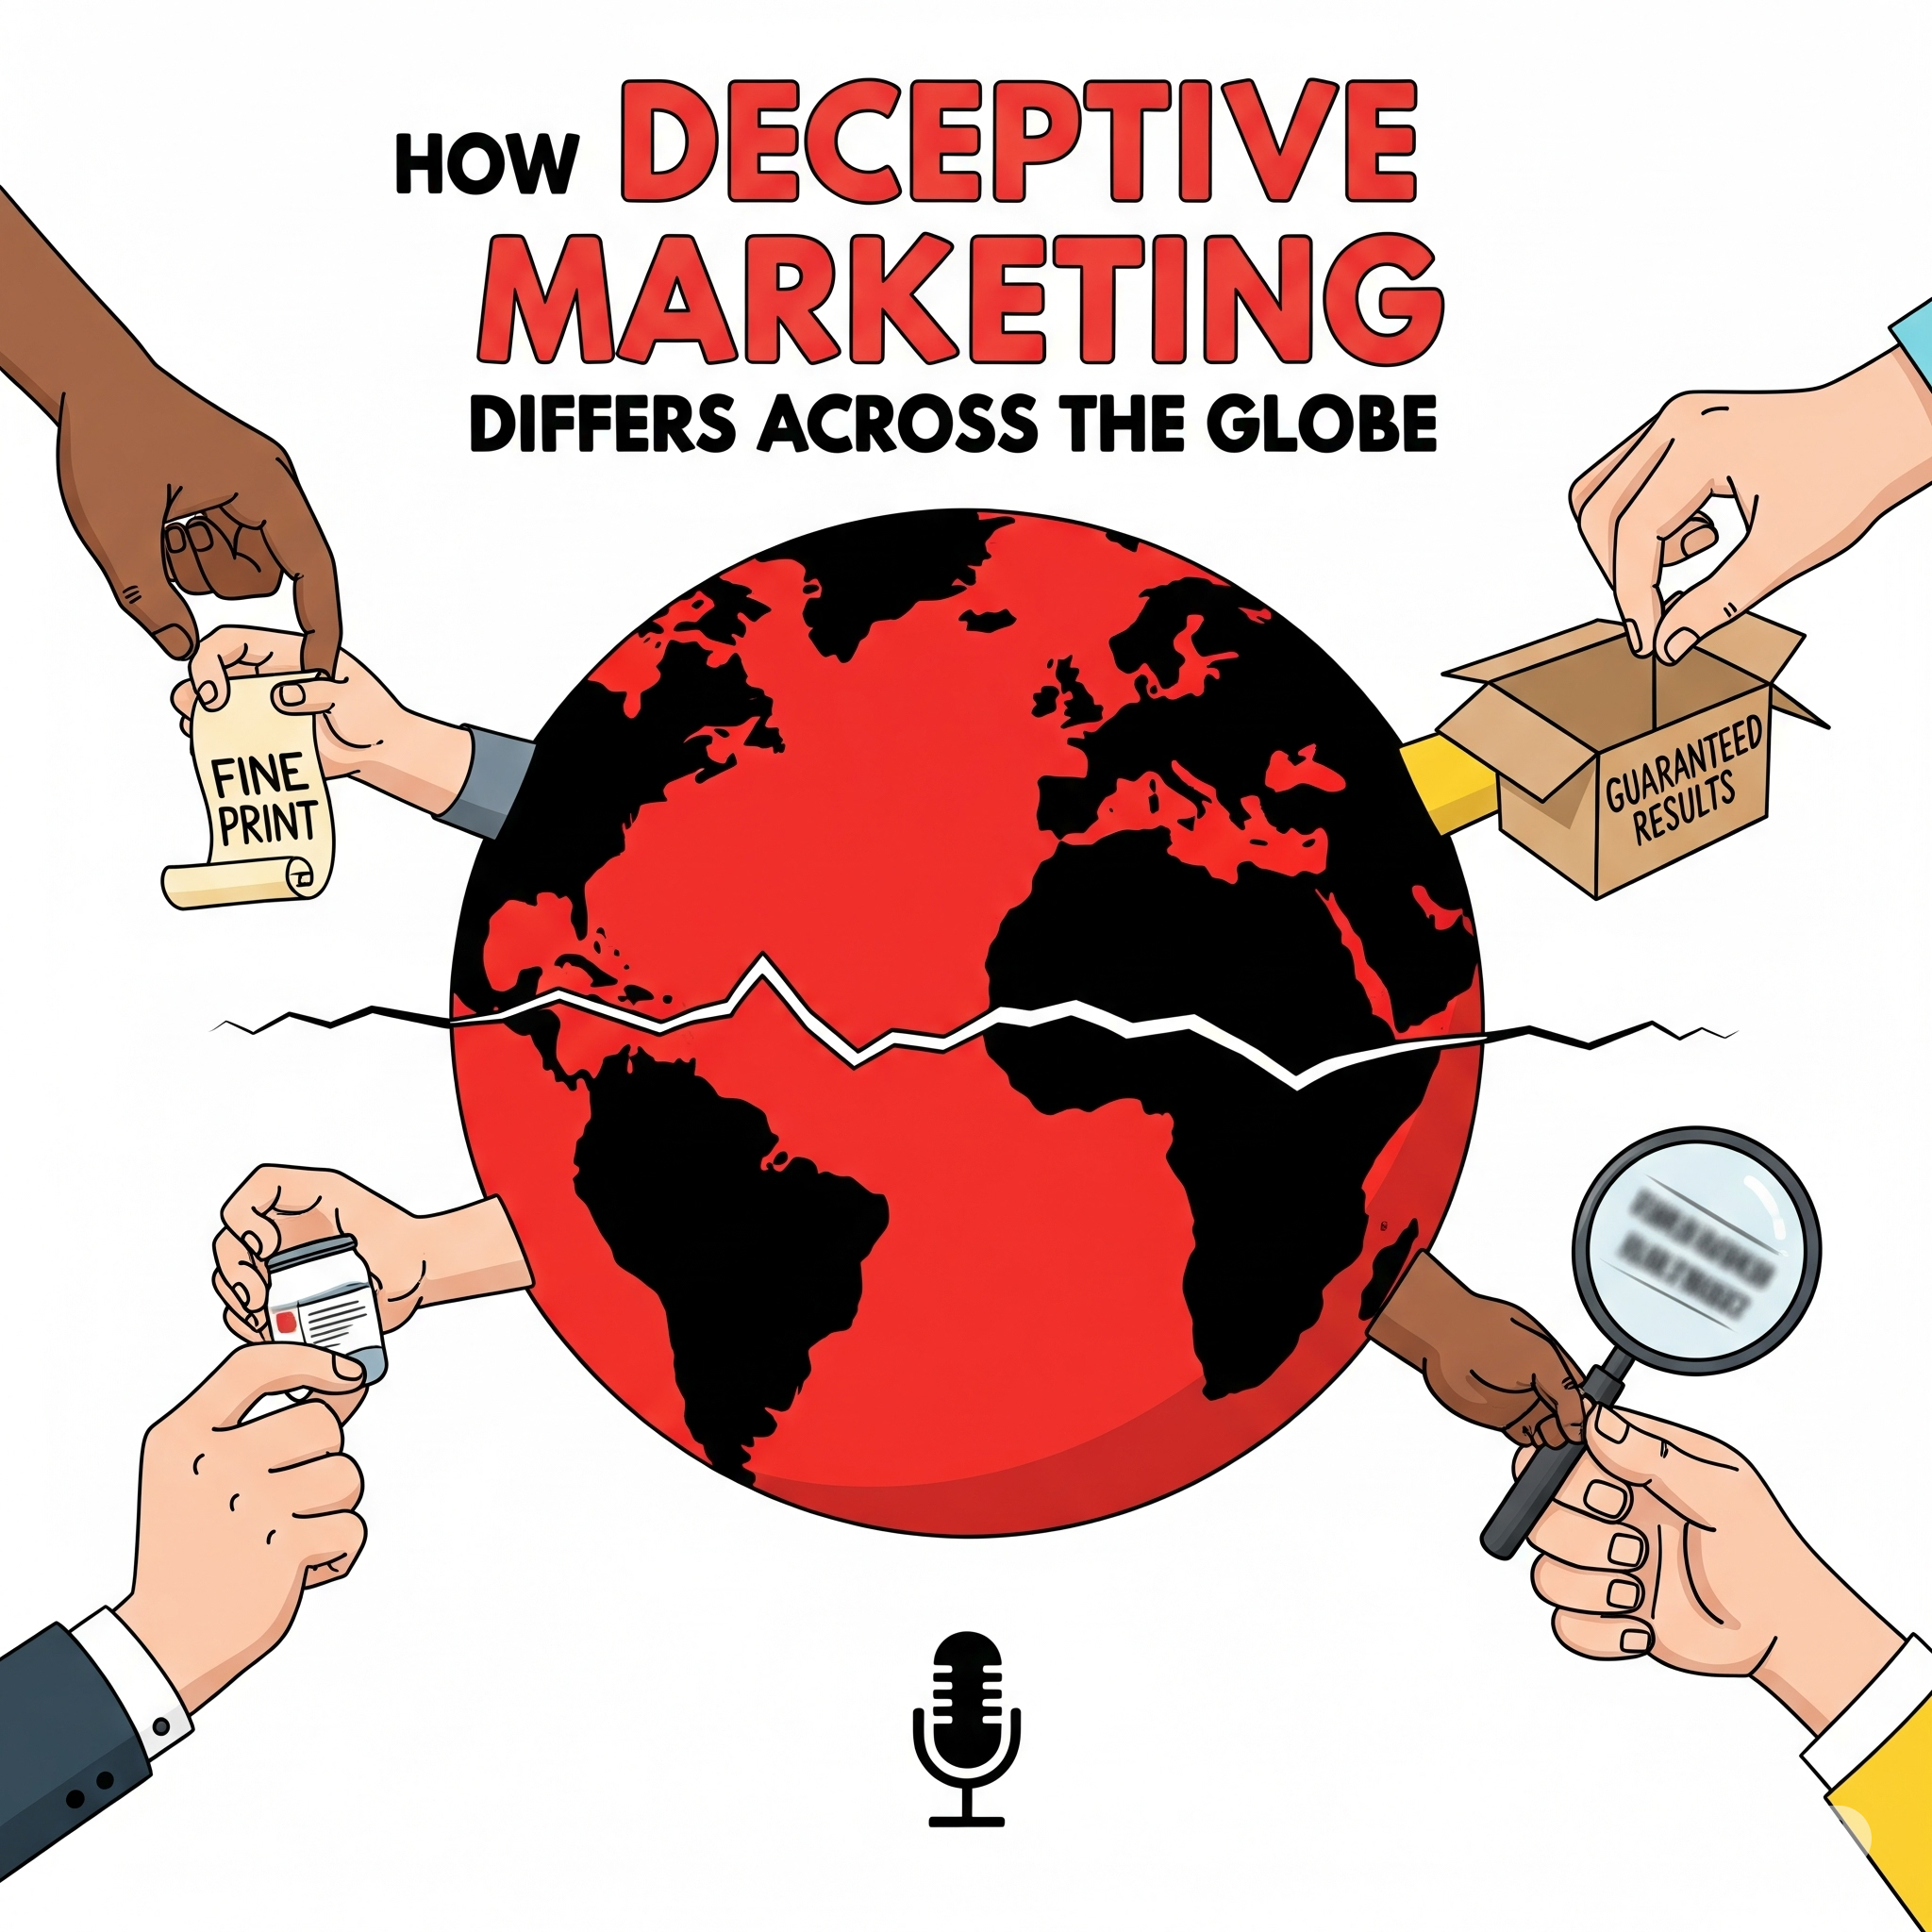 HOW DECEPTIVE
MARKETING
DIFFERS ACROSS THE GLOBE
FINE
PRINT
GUARANTEED
RESULTS